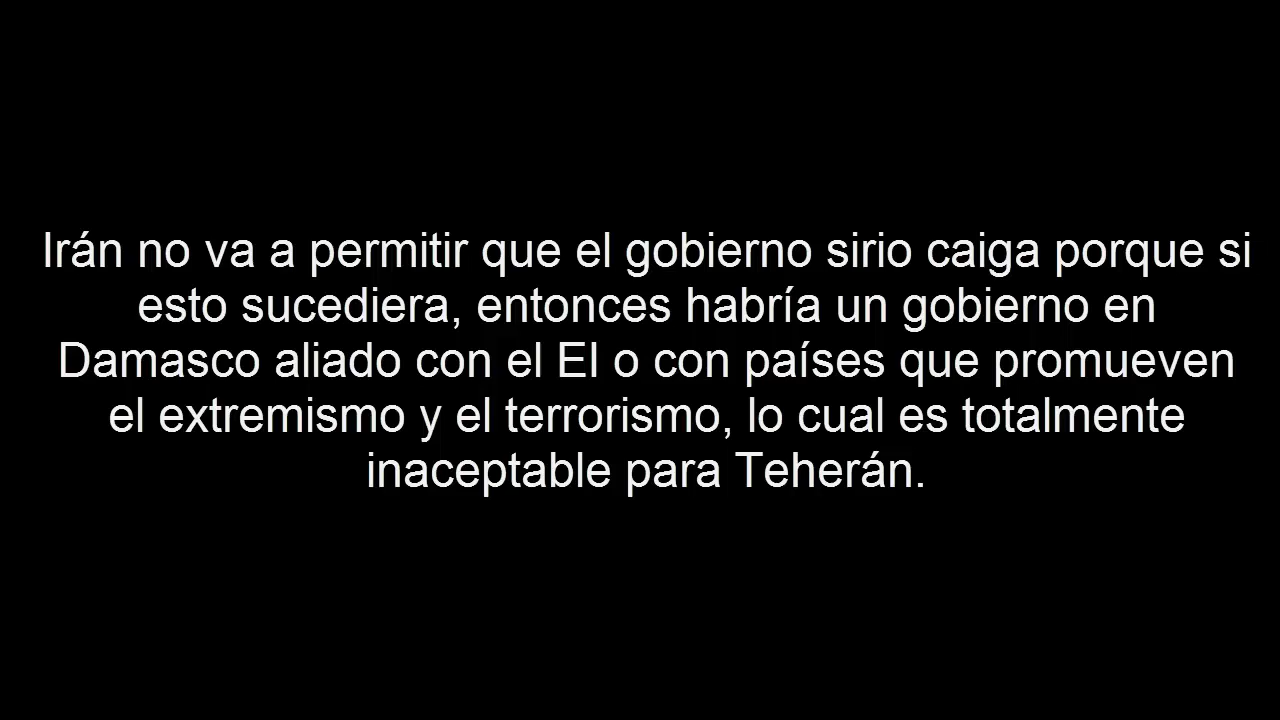 Irán no va a permitir que el gobierno sirio caiga porque si
esto sucediera, entonces habría un gobierno en
Damasco aliado con el EI o con países que promueven
el extremismo y el terrorismo, lo cual es totalmente
inaceptable para Teherán.